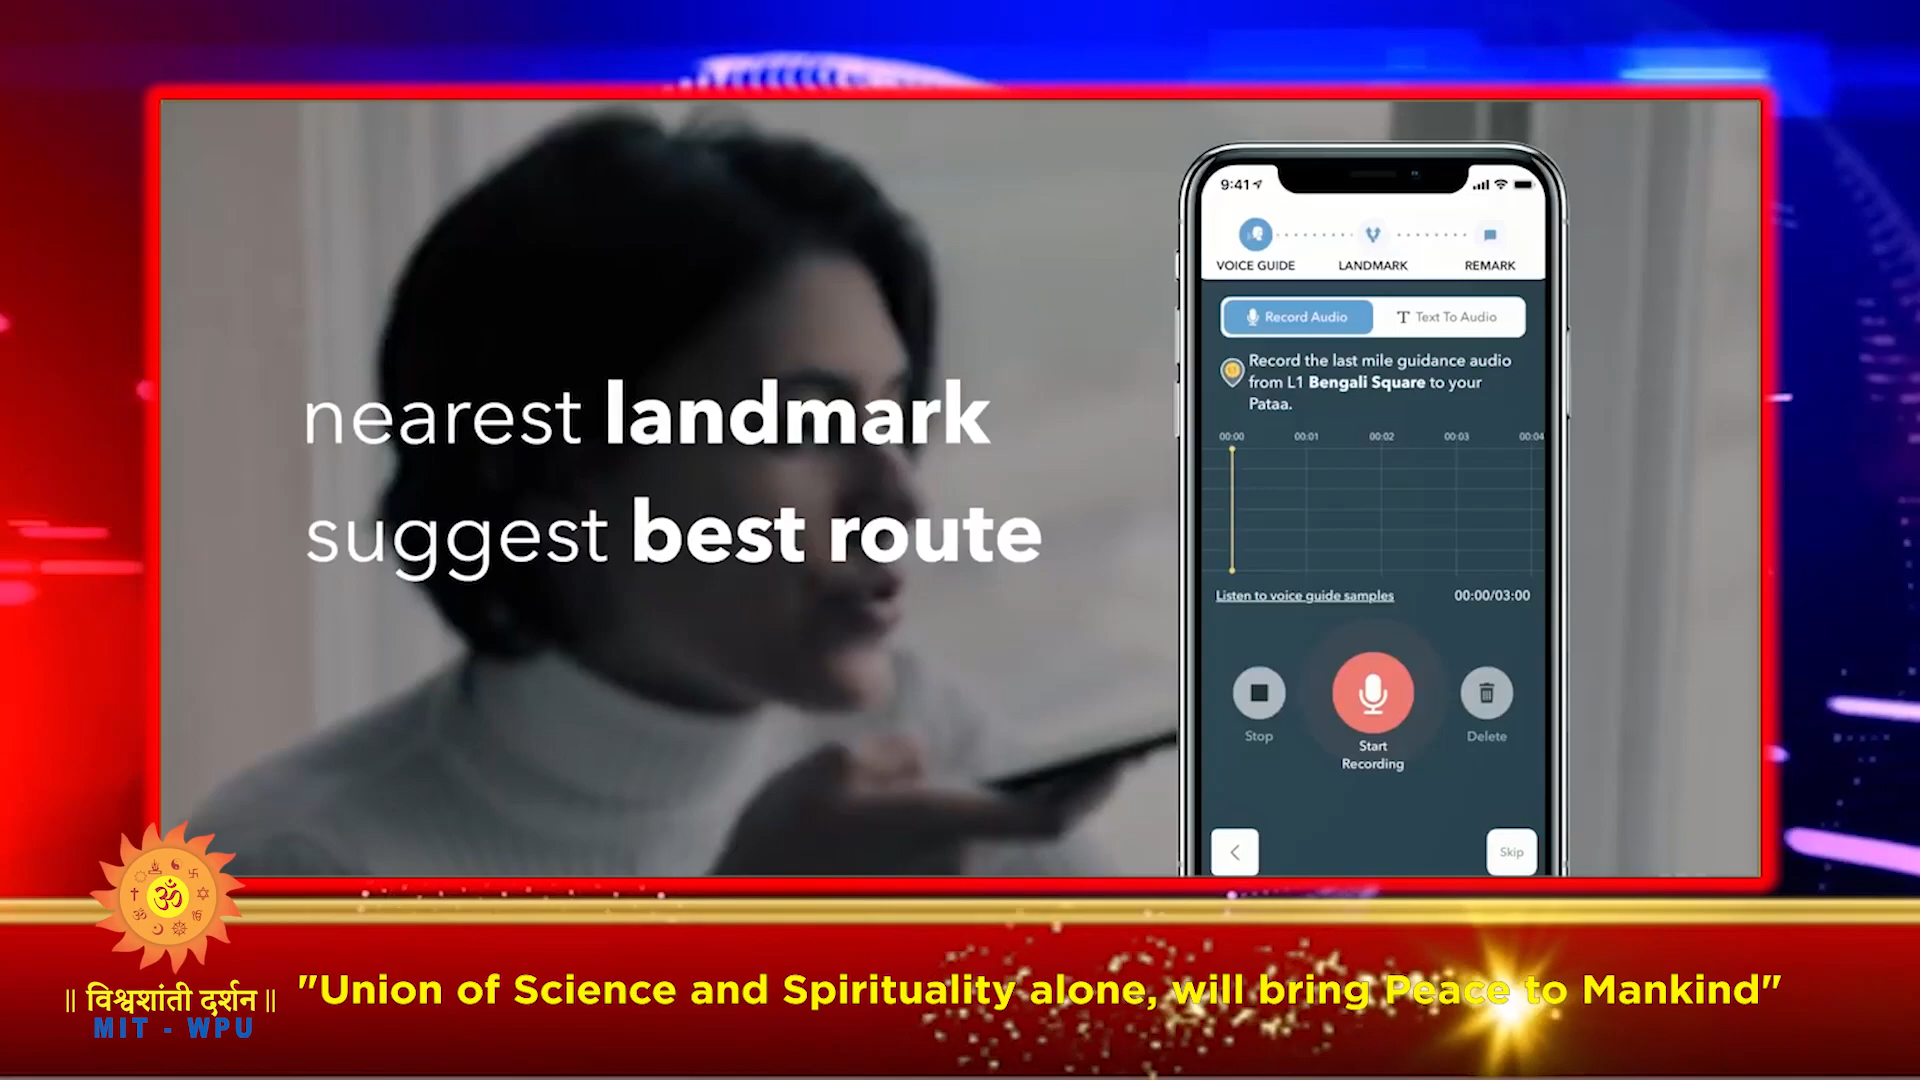 nearest landmark
suggest best route
9:41
VOICE GUIDE
LANDMARK
REMARK
Record Audio
Text To Audio
Record the last mile guidance audio
from L1 Bengali Square to your
Pataa.
00:00 00:01 00:02 00:03 00:04
Listen to voice guide samples
00:00/03:00
Stop
Start
Recording
Delete
Skip
|| विश्वशांती दर्शन ||
MIT - WPU
"Union of Science and Spirituality alone, will bring Peace to Mankind"